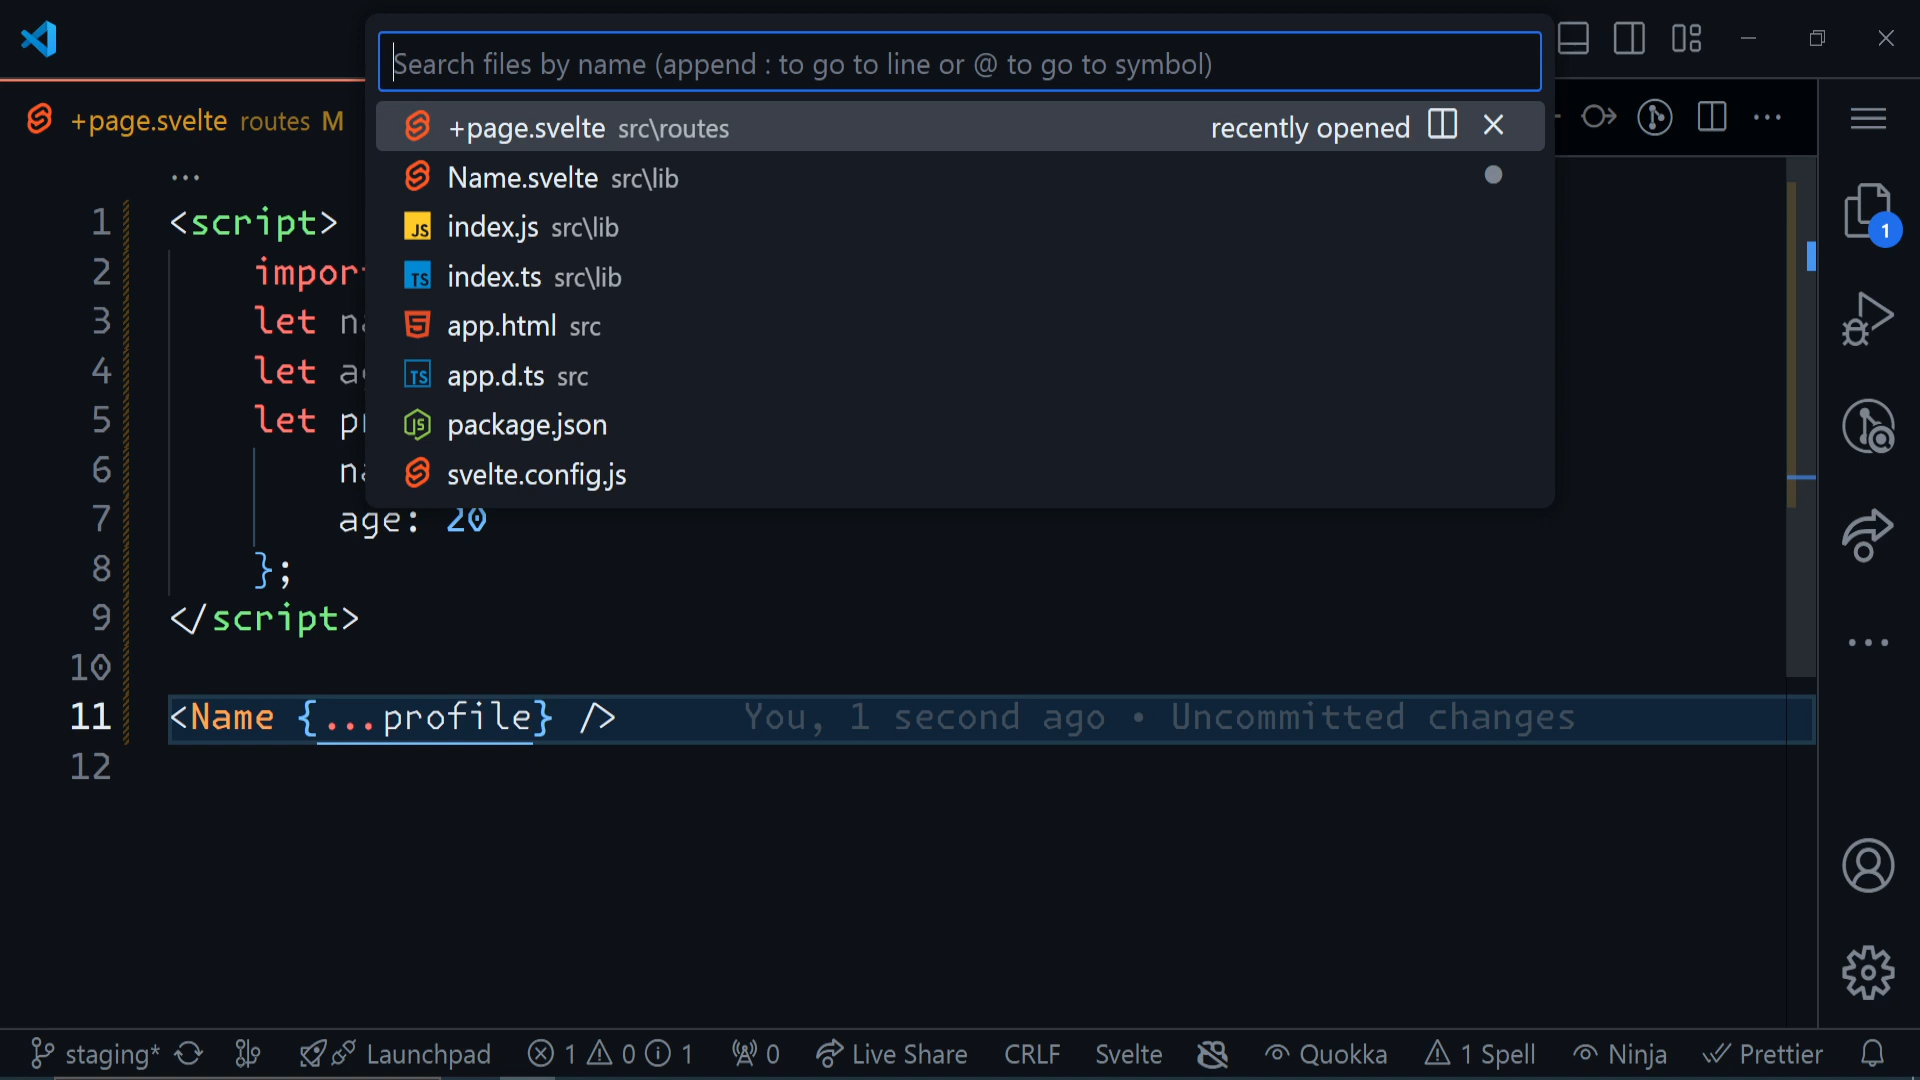 Search files by name (append : to go to line or @ to go to symbol)
+page.svelte routes M
+page.svelte src\routes recently opened
Name.svelte src\lib
index.js src\lib
index.ts src\lib
app.html src
app.d.ts src
package.json
svelte.config.js
1
...
1 <script>
2 impor
3 let na
4 let a
5 let p
6 na
7 age: 20
8 };
9 </script>
10
11 <Name {...profile} /> You, 1 second ago • Uncommitted changes
12
staging* Launchpad 1 0 1 0 Live Share CRLF Svelte Quokka 1 Spell Ninja Prettier